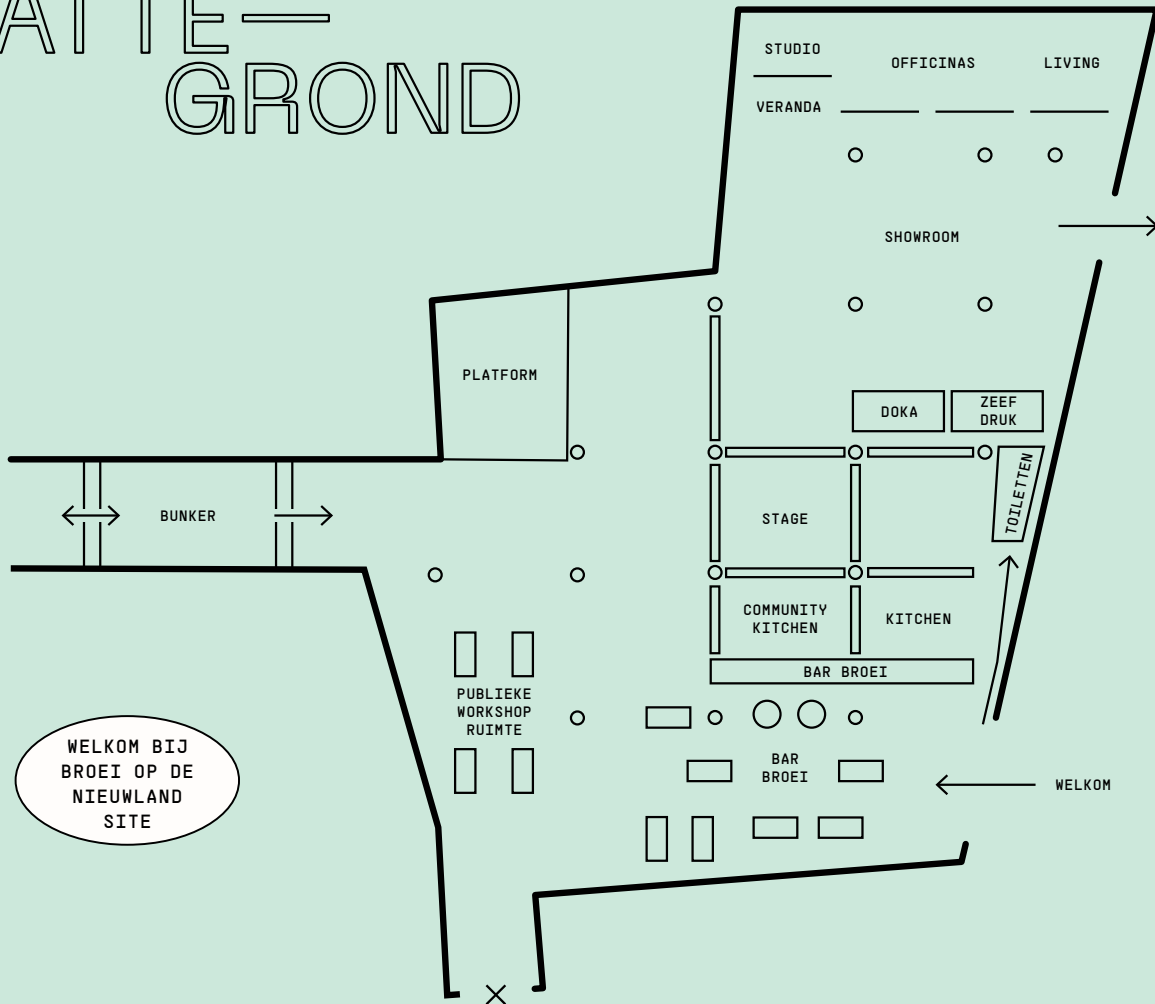 ATTE—
GROND
STUDIO
OFFICINAS
LIVING
VERANDA
SHOWROOM
PLATFORM
DOKA
ZEEF
DRUK
TOILETTEN
BUNKER
STAGE
COMMUNITY
KITCHEN
KITCHEN
BAR BROEI
PUBLIEKE
WORKSHOP
RUIMTE
BAR
BROEI
WELKOM
WELKOM BIJ
BROEI OP DE
NIEUWLAND
SITE